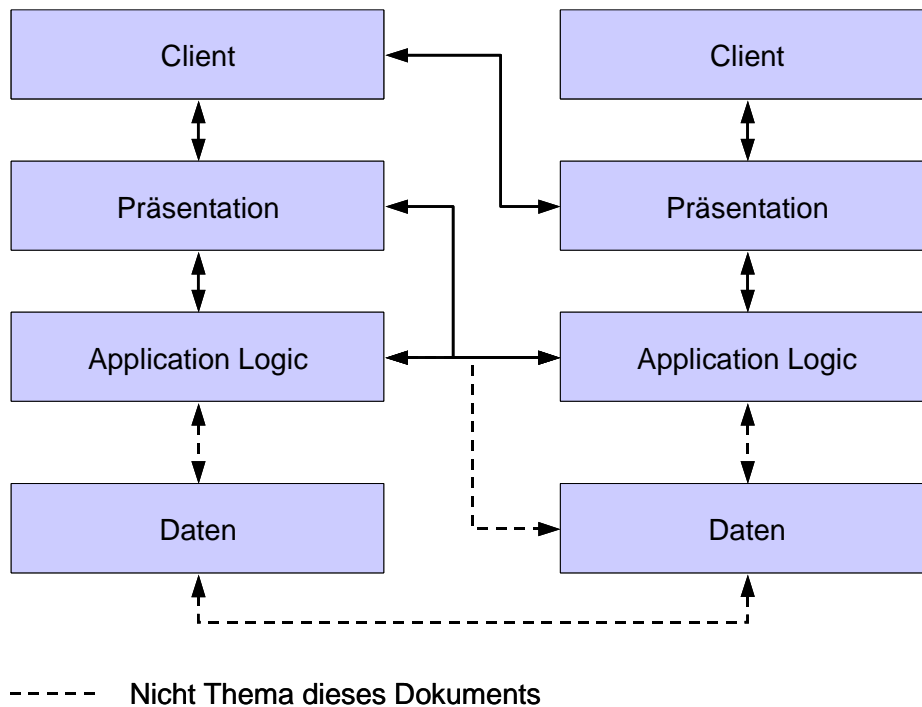 Client
Client
Präsentation
Präsentation
Application Logic
Application Logic
Daten
Daten
Nicht Thema dieses Dokuments